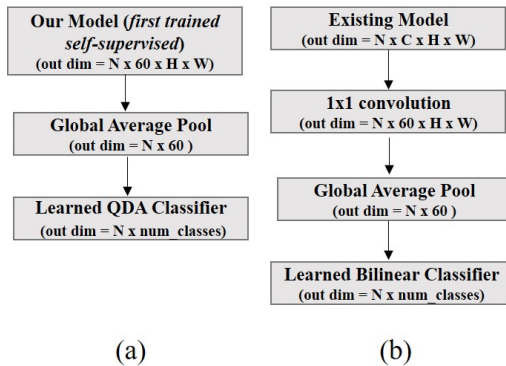 Our Model (first trained
self-supervised)
(out dim = N x 60 x H x W)
Global Average Pool
(out dim = N x 60 )
Learned QDA Classifier
(out dim = N x num_classes)
(a)
Existing Model
(out dim = N x C x H x W)
1x1 convolution
(out dim = N x 60 x H x W)
Global Average Pool
(out dim = N x 60 )
Learned Bilinear Classifier
(out dim = N x num_classes)
(b)